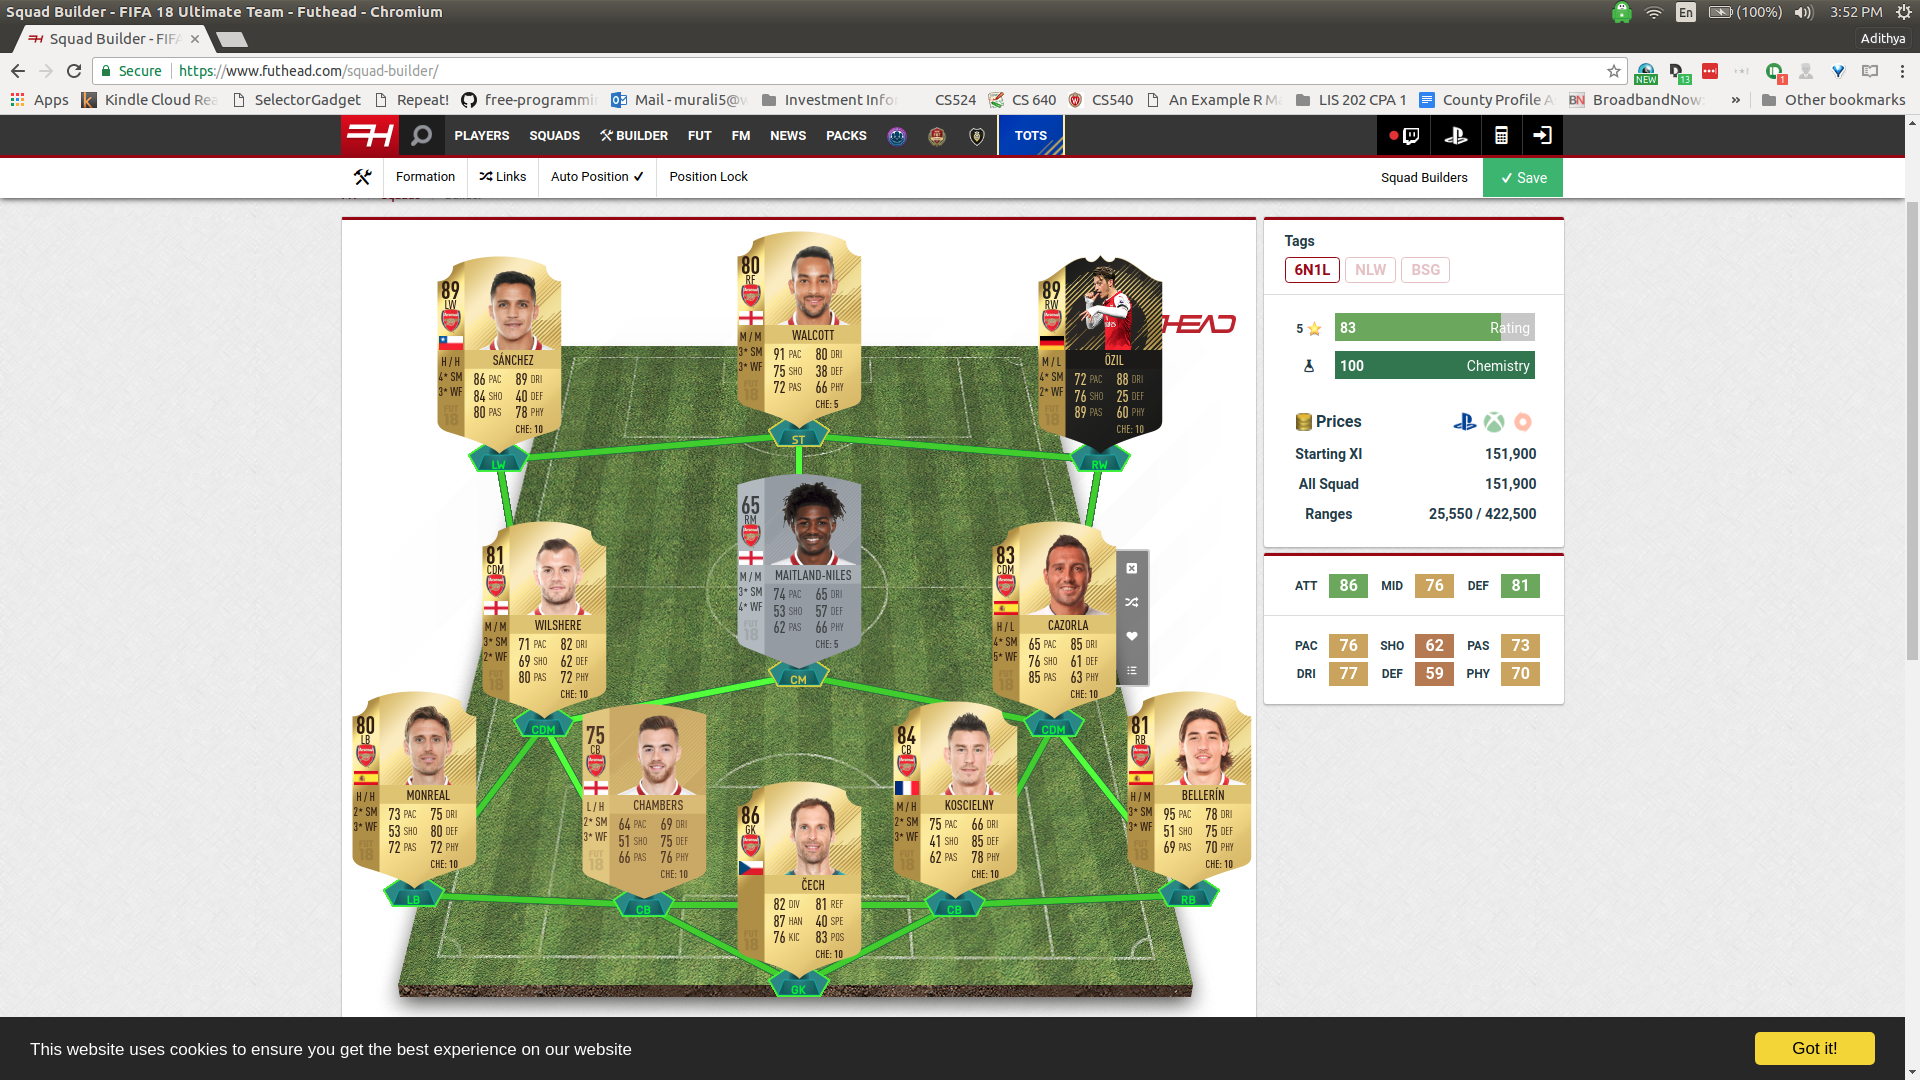 Squad Builder - FIFA 18 Ultimate Team - Futhead - Chromium
En (100%) 3:52 PM
Squad Builder - FIFA
Adithya
Secure https://www.futhead.com/squad-builder/
NEW 13 1
Apps Kindle Cloud Rea SelectorGadget Repeat! free-programmin Mail - murali5@w Investment Infor CS524 CS 640 CS540 An Example R Ma LIS 202 CPA 1 County Profile A BN BroadbandNow: » Other bookmarks
PLAYERS SQUADS BUILDER FUT FM NEWS PACKS TOTS
Formation Links Auto Position ✓ Position Lock Squad Builders ✓ Save
HEAD
89
LW
H / H
4* SM
3* WF
SÁNCHEZ
86 PAC 89 DRI
84 SHO 40 DEF
80 PAS 78 PHY
CHE: 10
LW
80
RF
M / M
3* SM
3* WF
WALCOTT
91 PAC 80 DRI
75 SHO 38 DEF
72 PAS 66 PHY
CHE: 5
ST
89
RW
M / L
4* SM
2* WF
ÖZIL
72 PAC 88 DRI
76 SHO 25 DEF
89 PAS 60 PHY
CHE: 10
RW
81
CDM
M / M
3* SM
2* WF
WILSHERE
71 PAC 82 DRI
69 SHO 62 DEF
80 PAS 72 PHY
CHE: 10
CDM
65
RM
M / M
3* SM
4* WF
MAITLAND-NILES
74 PAC 65 DRI
53 SHO 57 DEF
62 PAS 66 PHY
CHE: 5
CM
83
CDM
H / L
4* SM
5* WF
CAZORLA
65 PAC 85 DRI
76 SHO 61 DEF
85 PAS 63 PHY
CHE: 10
CDM
80
LB
H / H
2* SM
3* WF
MONREAL
73 PAC 75 DRI
53 SHO 80 DEF
72 PAS 72 PHY
CHE: 10
LB
75
CB
L / H
2* SM
3* WF
CHAMBERS
64 PAC 69 DRI
51 SHO 75 DEF
66 PAS 76 PHY
CHE: 10
CB
86
GK
ČECH
82 DIV 81 REF
87 HAN 40 SPE
76 KIC 83 POS
CHE: 10
GK
84
CB
M / H
2* SM
3* WF
KOSCIELNY
75 PAC 66 DRI
41 SHO 85 DEF
62 PAS 78 PHY
CHE: 10
CB
81
RB
H / M
3* SM
3* WF
BELLERÍN
95 PAC 78 DRI
51 SHO 75 DEF
69 PAS 70 PHY
CHE: 10
RB
Tags
6N1L NLW BSG
5 83 Rating
100 Chemistry
Prices
Starting XI 151,900
All Squad 151,900
Ranges 25,550 / 422,500
ATT 86 MID 76 DEF 81
PAC 76 SHO 62 PAS 73
DRI 77 DEF 59 PHY 70
This website uses cookies to ensure you get the best experience on our website
Got it!